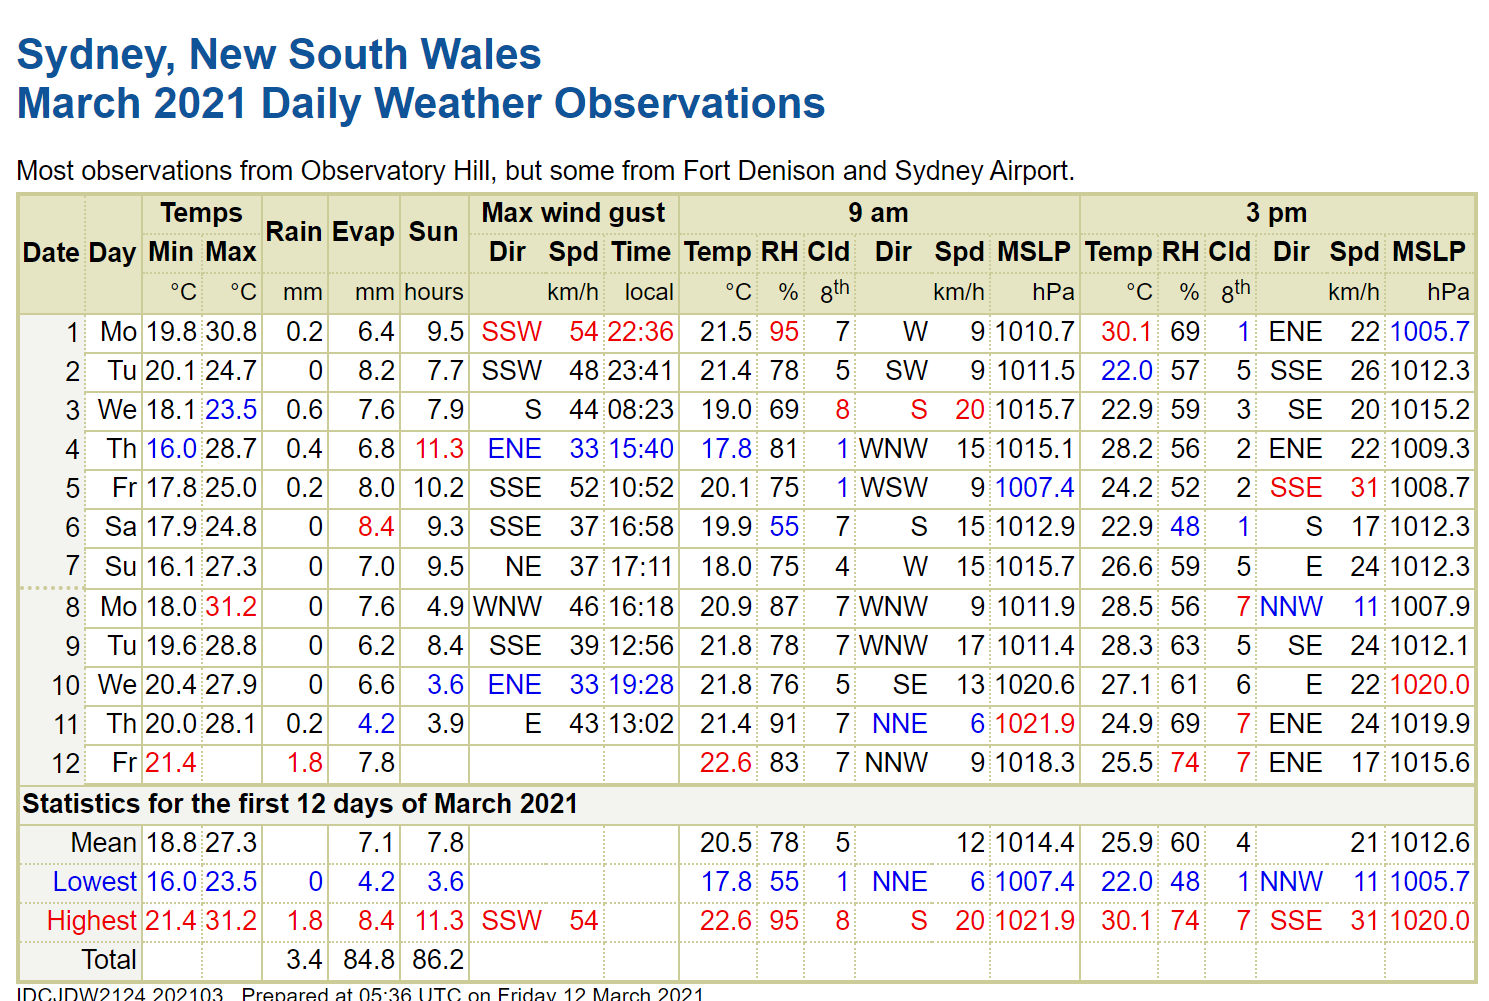 Sydney, New South Wales
March 2021 Daily Weather Observations
Most observations from Observatory Hill, but some from Fort Denison and Sydney Airport.
Temps Max wind gust 9 am 3 pm
Date Day Rain Evap Sun
Min Max Dir Spd Time Temp RH Cld Dir Spd MSLP Temp RH Cld Dir Spd MSLP
°C °C mm mm hours km/h local °C % 8th km/h hPa °C % 8th km/h hPa
1 Mo 19.8 30.8 0.2 6.4 9.5 SSW 54 22:36 21.5 95 7 W 9 1010.7 30.1 69 1 ENE 22 1005.7
2 Tu 20.1 24.7 0 8.2 7.7 SSW 48 23:41 21.4 78 5 SW 9 1011.5 22.0 57 5 SSE 26 1012.3
3 We 18.1 23.5 0.6 7.6 7.9 S 44 08:23 19.0 69 8 S 20 1015.7 22.9 59 3 SE 20 1015.2
4 Th 16.0 28.7 0.4 6.8 11.3 ENE 33 15:40 17.8 81 1 WNW 15 1015.1 28.2 56 2 ENE 22 1009.3
5 Fr 17.8 25.0 0.2 8.0 10.2 SSE 52 10:52 20.1 75 1 WSW 9 1007.4 24.2 52 2 SSE 31 1008.7
6 Sa 17.9 24.8 0 8.4 9.3 SSE 37 16:58 19.9 55 7 S 15 1012.9 22.9 48 1 S 17 1012.3
7 Su 16.1 27.3 0 7.0 9.5 NE 37 17:11 18.0 75 4 W 15 1015.7 26.6 59 5 E 24 1012.3
8 Mo 18.0 31.2 0 7.6 4.9 WNW 46 16:18 20.9 87 7 WNW 9 1011.9 28.5 56 7 NNW 11 1007.9
9 Tu 19.6 28.8 0 6.2 8.4 SSE 39 12:56 21.8 78 7 WNW 17 1011.4 28.3 63 5 SE 24 1012.1
10 We 20.4 27.9 0 6.6 3.6 ENE 33 19:28 21.8 76 5 SE 13 1020.6 27.1 61 6 E 22 1020.0
11 Th 20.0 28.1 0.2 4.2 3.9 E 43 13:02 21.4 91 7 NNE 6 1021.9 24.9 69 7 ENE 24 1019.9
12 Fr 21.4 1.8 7.8 22.6 83 7 NNW 9 1018.3 25.5 74 7 ENE 17 1015.6
Statistics for the first 12 days of March 2021
Mean 18.8 27.3 7.1 7.8 20.5 78 5 12 1014.4 25.9 60 4 21 1012.6
Lowest 16.0 23.5 0 4.2 3.6 17.8 55 1 NNE 6 1007.4 22.0 48 1 NNW 11 1005.7
Highest 21.4 31.2 1.8 8.4 11.3 SSW 54 22.6 95 8 S 20 1021.9 30.1 74 7 SSE 31 1020.0
Total 3.4 84.8 86.2
IDCJDW2124.202103 Prepared at 05:36 UTC on Friday 12 March 2021